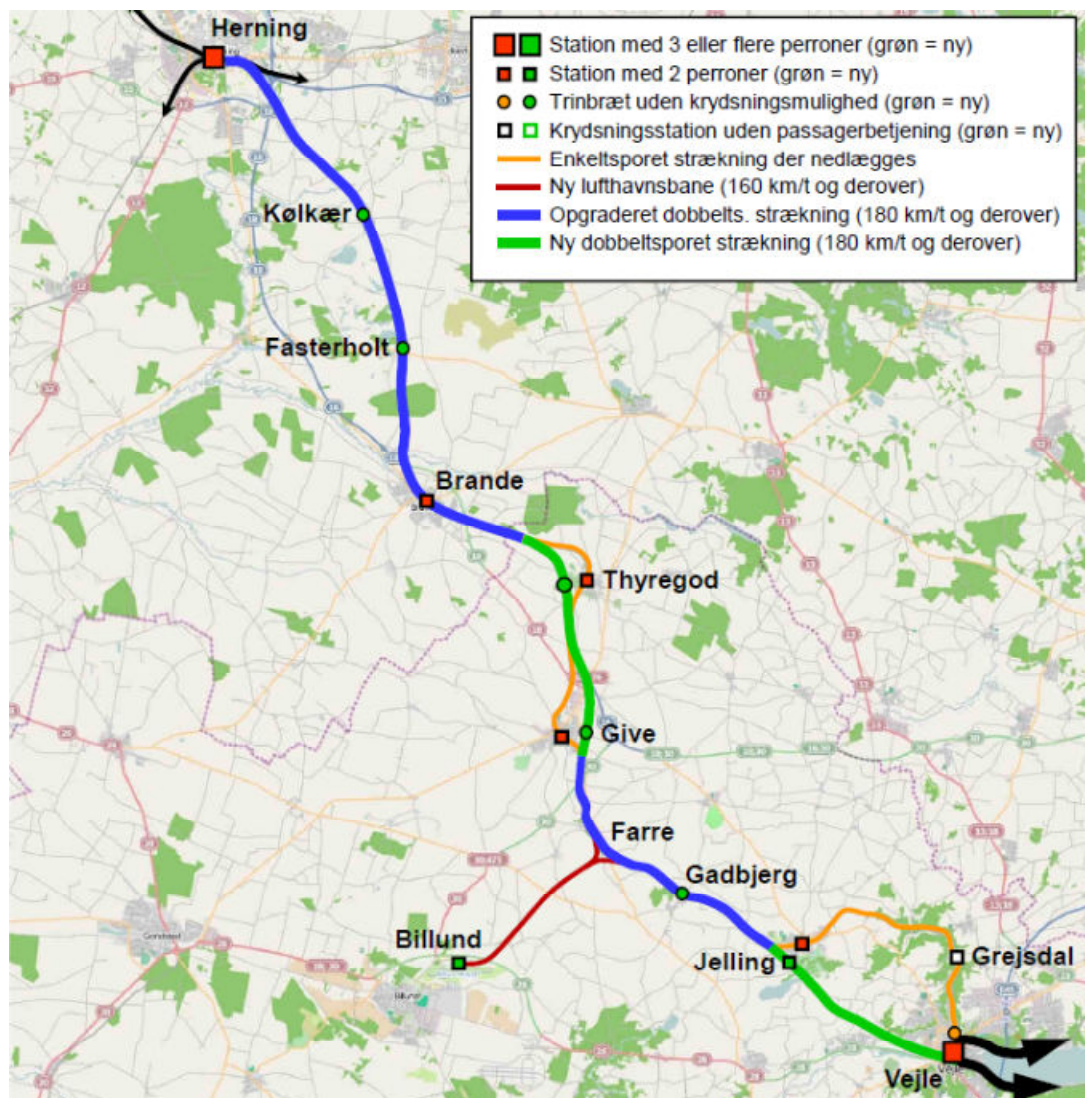 Herning
Station med 3 eller flere perroner (grøn = ny)
Station med 2 perroner (grøn = ny)
Trinbræt uden krydsningsmulighed (grøn = ny)
Krydsningsstation uden passagerbetjening (grøn = ny)
Enkeltsporet strækning der nedlægges
Ny lufthavnsbane (160 km/t og derover)
Opgraderet dobbelts. strækning (180 km/t og derover)
Ny dobbeltsporet strækning (180 km/t og derover)
Kølkær
Fasterholt
Brande
Thyregod
Give
Farre
Gadbjerg
Billund
Jelling
Grejsdal
Vejle